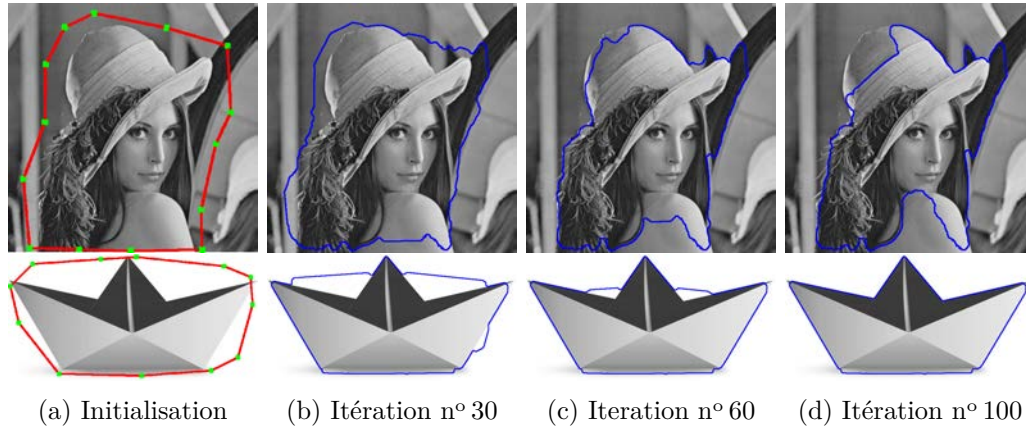 (a) Initialisation
(b) Itération nº 30
(c) Iteration nº 60
(d) Itération nº 100